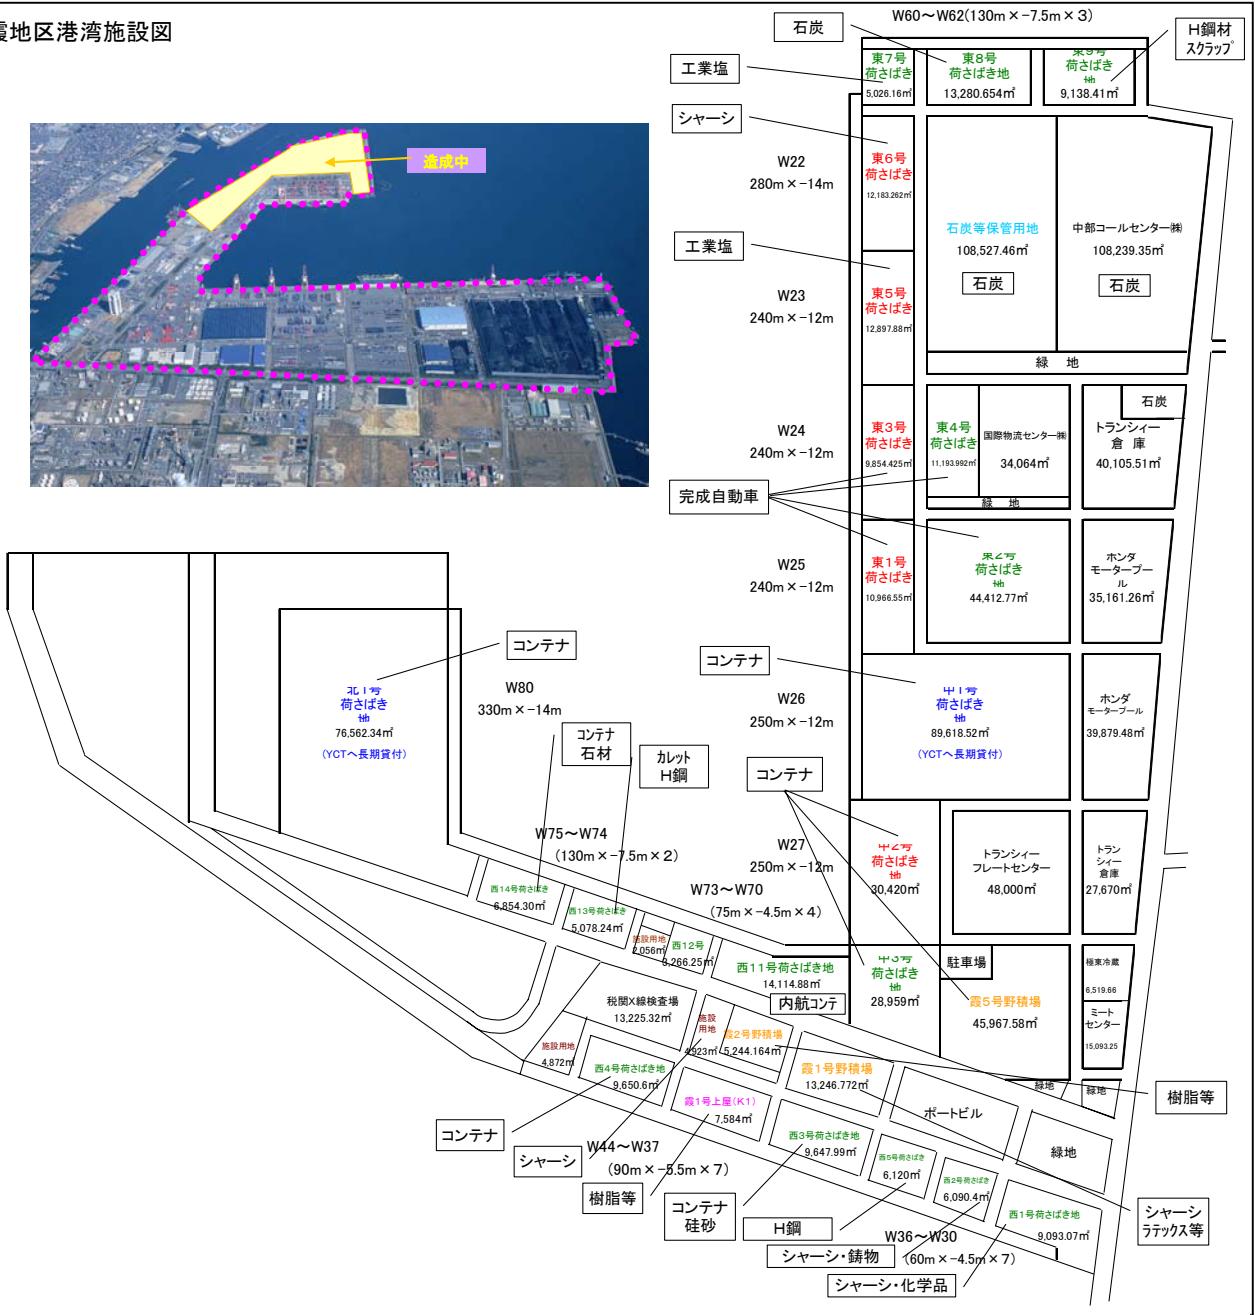 霞地区港湾施設図
造成中
石炭
W60～W62(130m×-7.5m×3)
H鋼材
スクラップ
工業塩
シャーシ
東7号
荷さばき
5,026.16㎡
東8号
荷さばき地
13,280.654㎡
東9号
荷さばき
地
9,138.41㎡
W22
280m×-14m
東6号
荷さばき
12,183.262㎡
石炭等保管用地
108,527.46㎡
石炭
中部コールセンター㈱
108,239.35㎡
石炭
工業塩
W23
240m×-12m
東5号
荷さばき
12,897.88㎡
緑 地
W24
240m×-12m
東3号
荷さばき
9,854.425㎡
東4号
荷さばき
11,193.992㎡
国際物流センター㈱
34,064㎡
石炭
トランシィー
倉 庫
40,105.51㎡
緑 地
完成自動車
W25
240m×-12m
東1号
荷さばき
10,966.55㎡
東2号
荷さばき
地
44,412.77㎡
ホンダ
モータープー
ル
35,161.26㎡
コンテナ
北1号
荷さばき
地
76,562.34㎡
(YCTへ長期貸付)
W80
330m×-14m
コンテナ
W26
250m×-12m
中1号
荷さばき
地
89,618.52㎡
(YCTへ長期貸付)
ホンダ
モータープール
39,879.48㎡
コンテナ
石材
カレット
H鋼
コンテナ
W75～W74
(130m×-7.5m×2)
W27
250m×-12m
中2号
荷さばき
地
30,420㎡
トランシィー
フレートセンター
48,000㎡
トラン
シィー
倉庫
27,670㎡
W73～W70
(75m×-4.5m×4)
西14号荷さばき
6,854.30㎡
西13号荷さばき
5,078.24㎡
施設用地
2,056㎡
西12号
3,266.25㎡
西11号荷さばき地
14,114.88㎡
内航コンテ
中3号
荷さばき
地
28,959㎡
駐車場
霞5号野積場
45,967.58㎡
極東冷蔵
6,519.66
ミート
センター
15,093.25
税関X線検査場
13,225.32㎡
施設
用地
4,923㎡
霞2号野積場
5,244.164㎡
施設用地
4,872㎡
西4号荷さばき地
9,650.6㎡
霞1号野積場
13,246.772㎡
緑地
緑地
樹脂等
霞1号上屋(K1)
7,584㎡
ポートビル
緑地
コンテナ
シャーシ
W44～W37
(90m×-5.5m×7)
樹脂等
西3号荷さばき地
9,647.99㎡
西5号荷さばき
6,120㎡
西2号荷さばき
6,090.4㎡
西1号荷さばき地
9,093.07㎡
コンテナ
硅砂
H鋼
シャーシ・鋳物
W36～W30
(60m×-4.5m×7)
シャーシ・化学品
シャーシ
ラテックス等